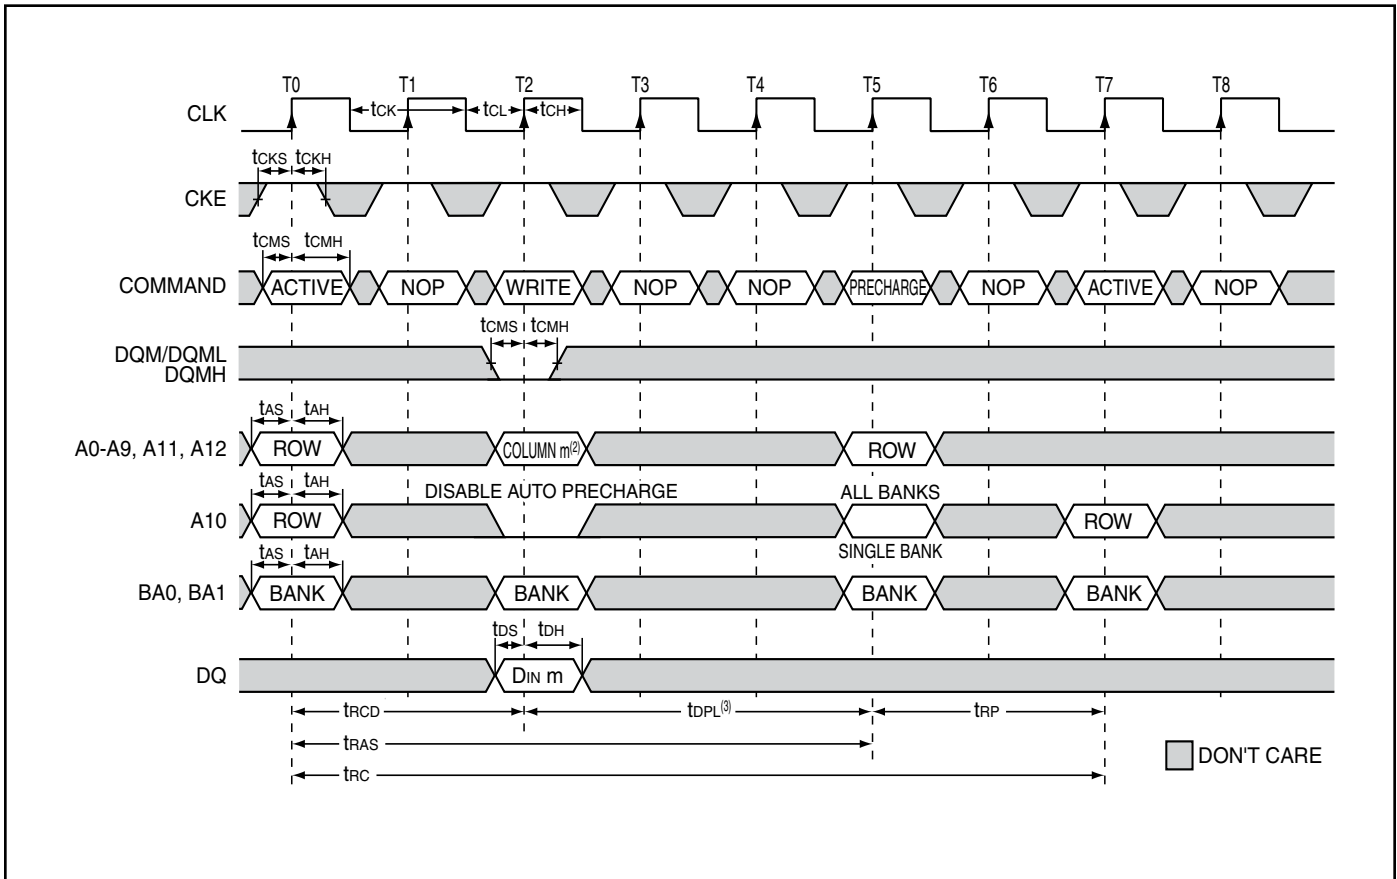 T0 T1 T2 T3 T4 T5 T6 T7 T8
CLK tCK tCL tCH
tCKS tCKH
CKE
tCMS tCMH
COMMAND ACTIVE NOP WRITE NOP NOP PRECHARGE NOP ACTIVE NOP
tCMS tCMH
DQM/DQML
DQMH
tAS tAH
A0-A9, A11, A12 ROW COLUMN m(2) ROW
tAS tAH DISABLE AUTO PRECHARGE ALL BANKS
A10 ROW ROW
tAS tAH SINGLE BANK
BA0, BA1 BANK BANK BANK BANK
tDS tDH
DQ DIN m
tRCD tDPL(3) tRP
tRAS
DON'T CARE
tRC